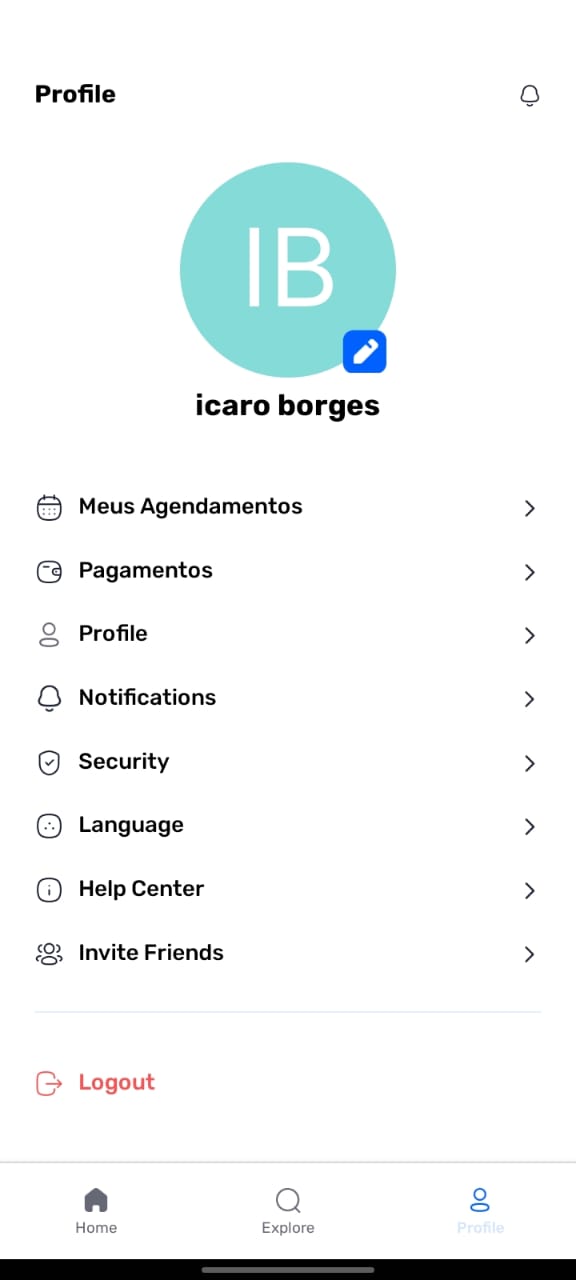 Profile
IB
icaro borges
Meus Agendamentos
Pagamentos
Profile
Notifications
Security
Language
Help Center
Invite Friends
Logout
Home
Explore
Profile